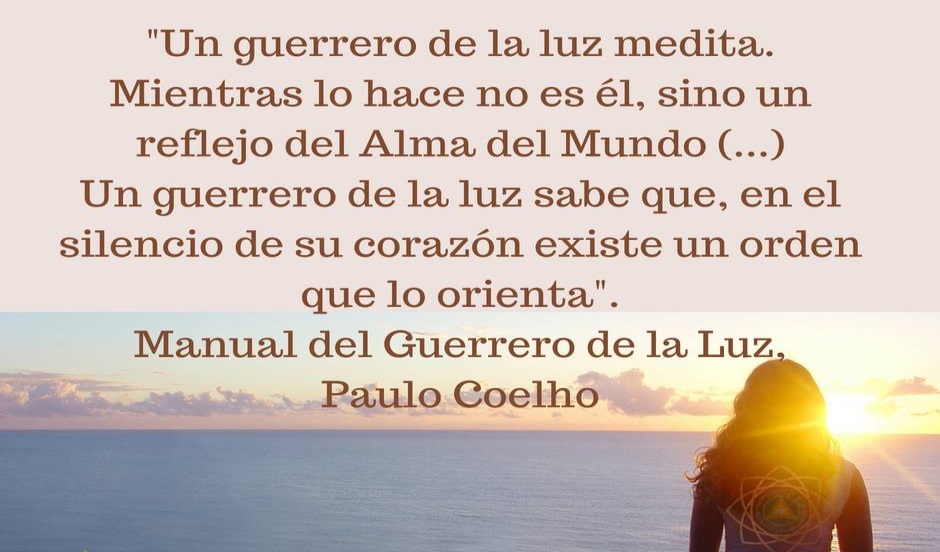 "Un guerrero de la luz medita.
Mientras lo hace no es él, sino un
reflejo del Alma del Mundo (...)
Un guerrero de la luz sabe que, en el
silencio de su corazón existe un orden
que lo orienta".
Manual del Guerrero de la Luz,
Paulo Coelho